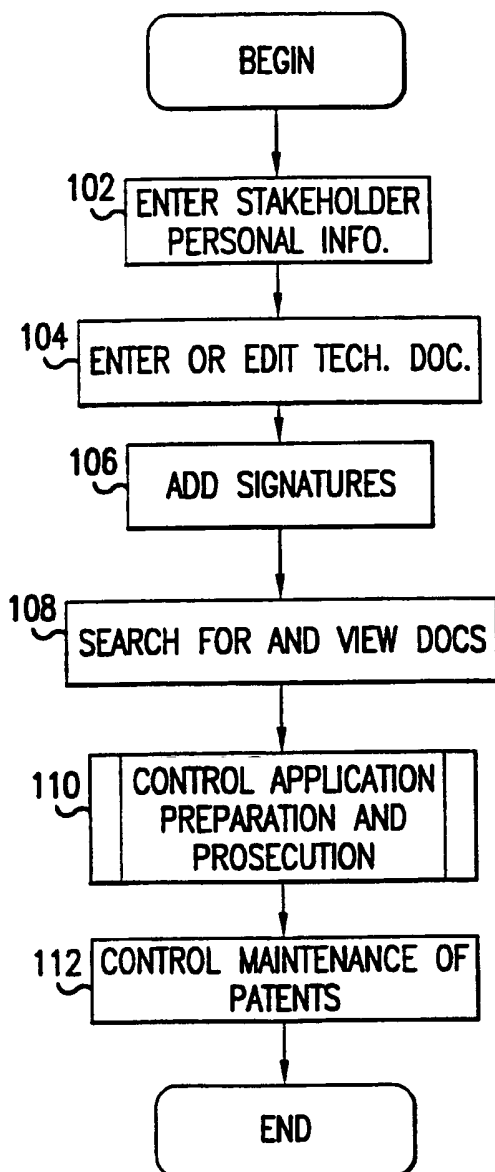 BEGIN
102
ENTER STAKEHOLDER
PERSONAL INFO.
104
ENTER OR EDIT TECH. DOC.
106
ADD SIGNATURES
108
SEARCH FOR AND VIEW DOCS
110
CONTROL APPLICATION
PREPARATION AND
PROSECUTION
112
CONTROL MAINTENANCE OF
PATENTS
END